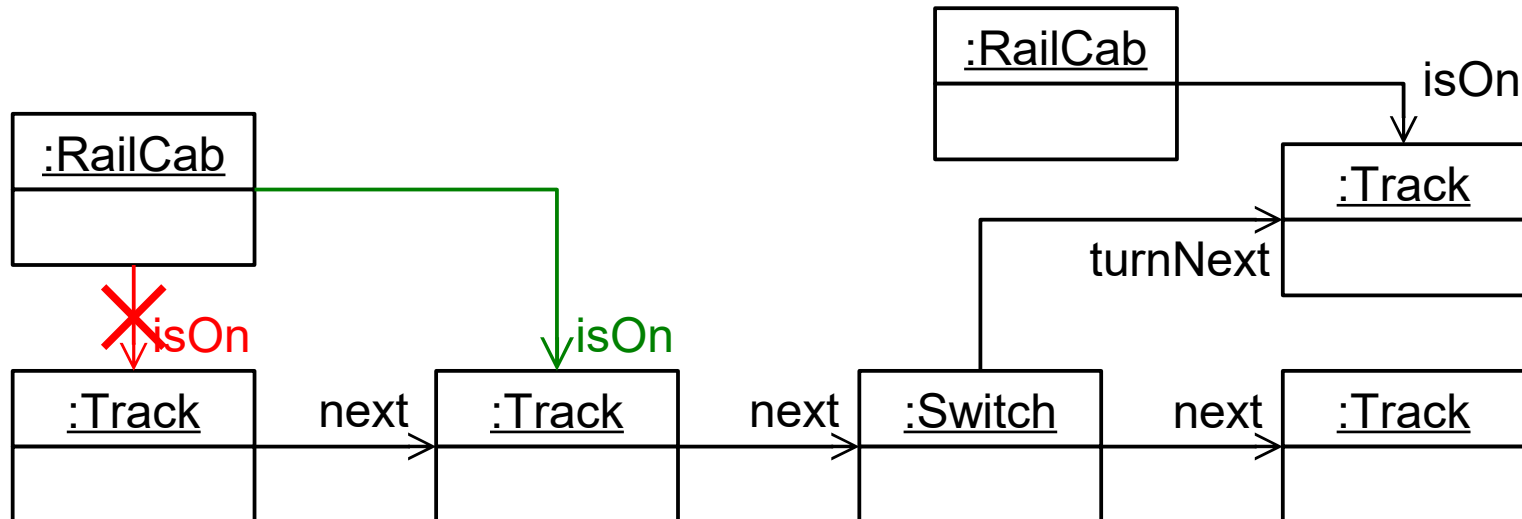 :RailCab
isOn
:RailCab
:Track
turnNext
isOn
isOn
:Track
next
:Track
next
:Switch
next
:Track